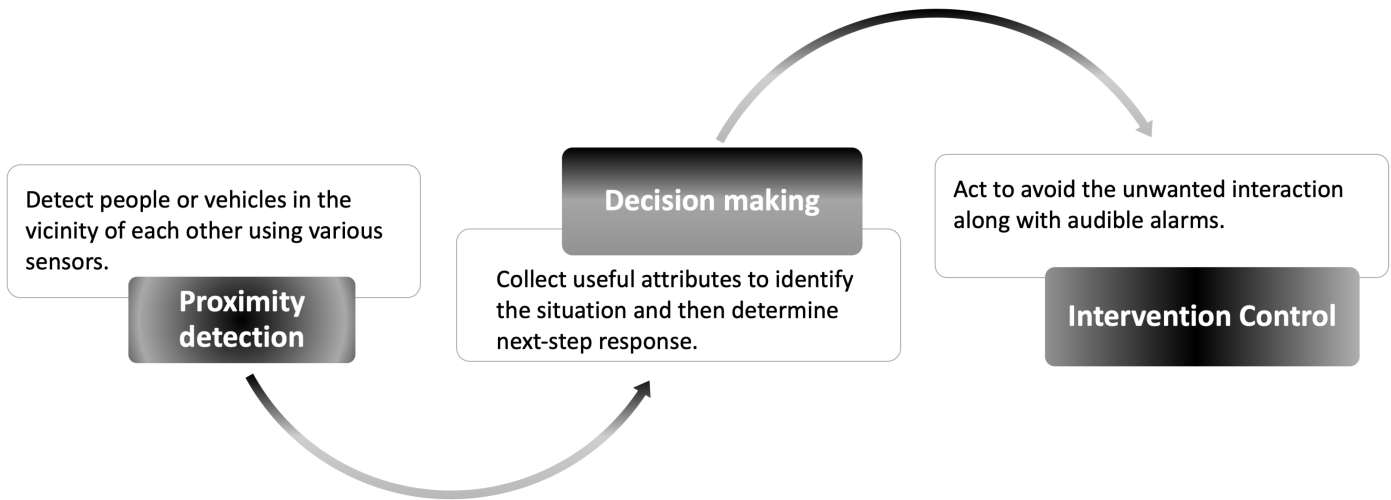 Detect people or vehicles in the
vicinity of each other using various
sensors.
Proximity
detection
Decision making
Collect useful attributes to identify
the situation and then determine
next-step response.
Act to avoid the unwanted interaction
along with audible alarms.
Intervention Control